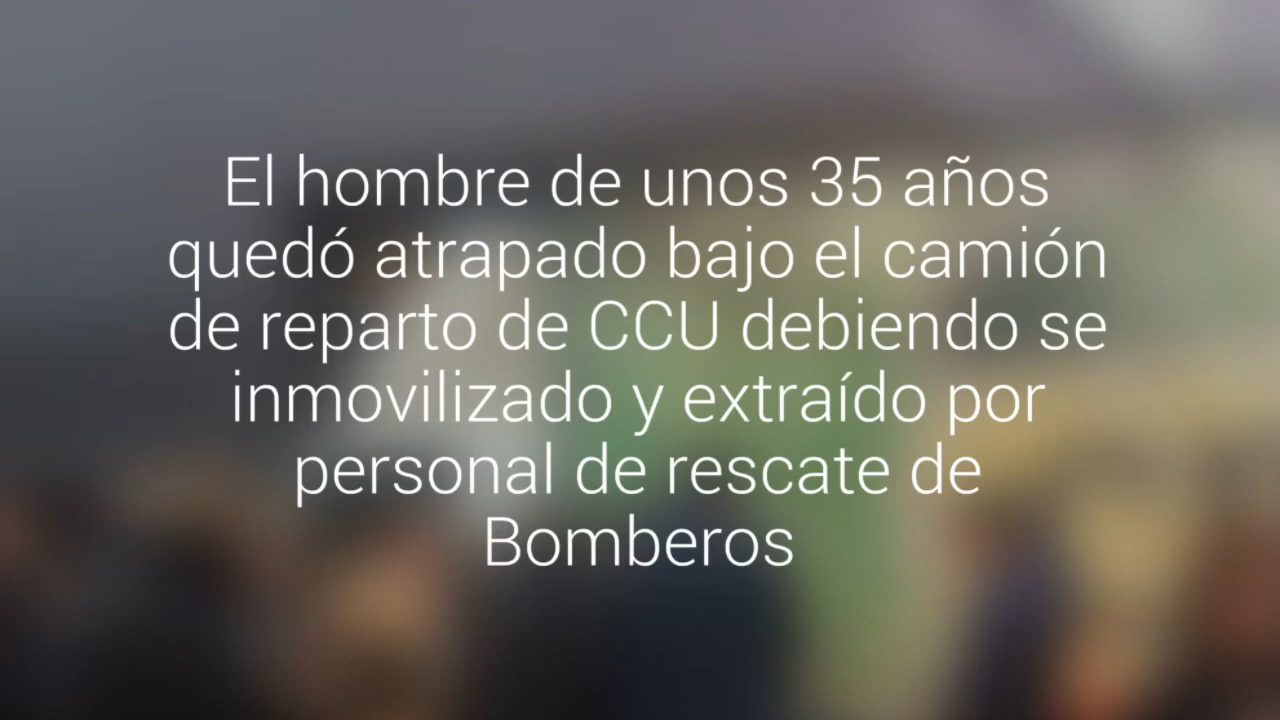 El hombre de unos 35 años
quedó atrapado bajo el camión
de reparto de CCU debiendo se
inmovilizado y extraído por
personal de rescate de
Bomberos